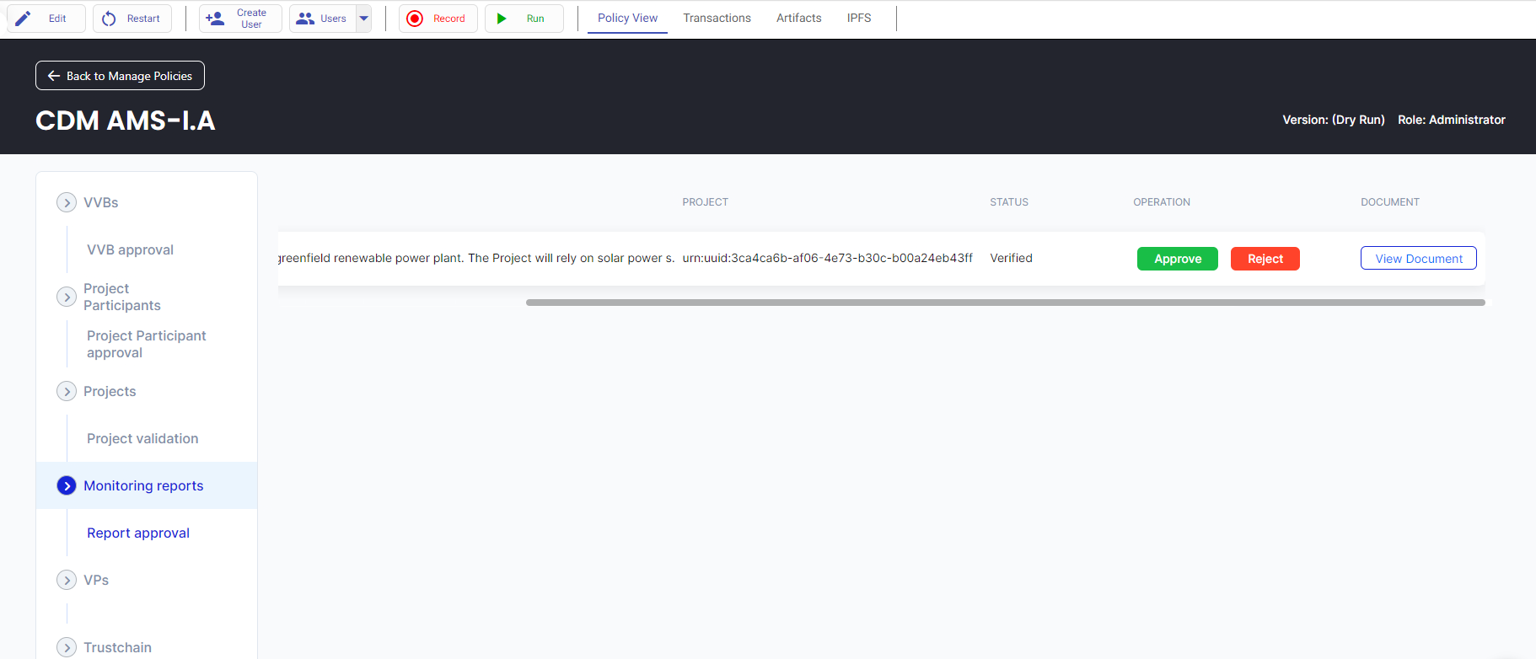 Edit
Restart
Create
User
Users
Record
Run
Policy View
Transactions
Artifacts
IPFS
Back to Manage Policies
CDM AMS-I.A
Version: (Dry Run)
Role: Administrator
VVBs
VVB approval
Project
Participants
Project Participant
approval
Projects
Project validation
Monitoring reports
Report approval
VPs
Trustchain
PROJECT
STATUS
OPERATION
DOCUMENT
greenfield renewable power plant. The Project will rely on solar power s.
urn:uuid:3ca4ca6b-af06-4e73-b30c-b00a24eb43ff
Verified
Approve
Reject
View Document